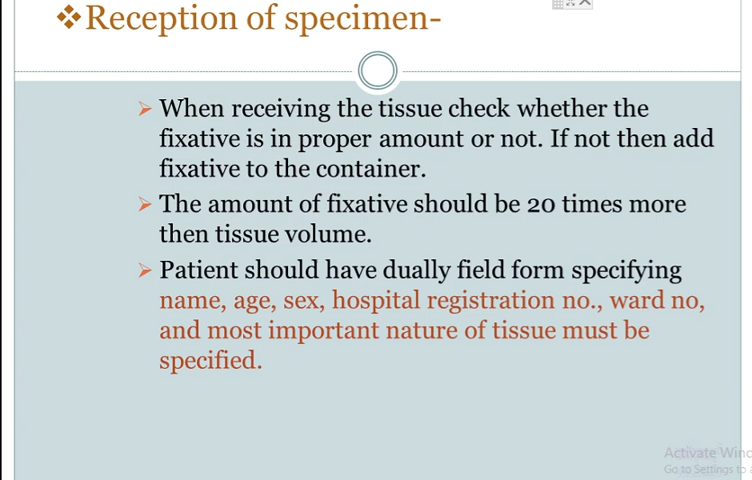 Reception of specimen-
When receiving the tissue check whether the
fixative is in proper amount or not. If not then add
fixative to the container.
The amount of fixative should be 20 times more
then tissue volume.
Patient should have dually field form specifying
name, age, sex, hospital registration no., ward no,
and most important nature of tissue must be
specified.
Activate Winc
Go to Settings to a